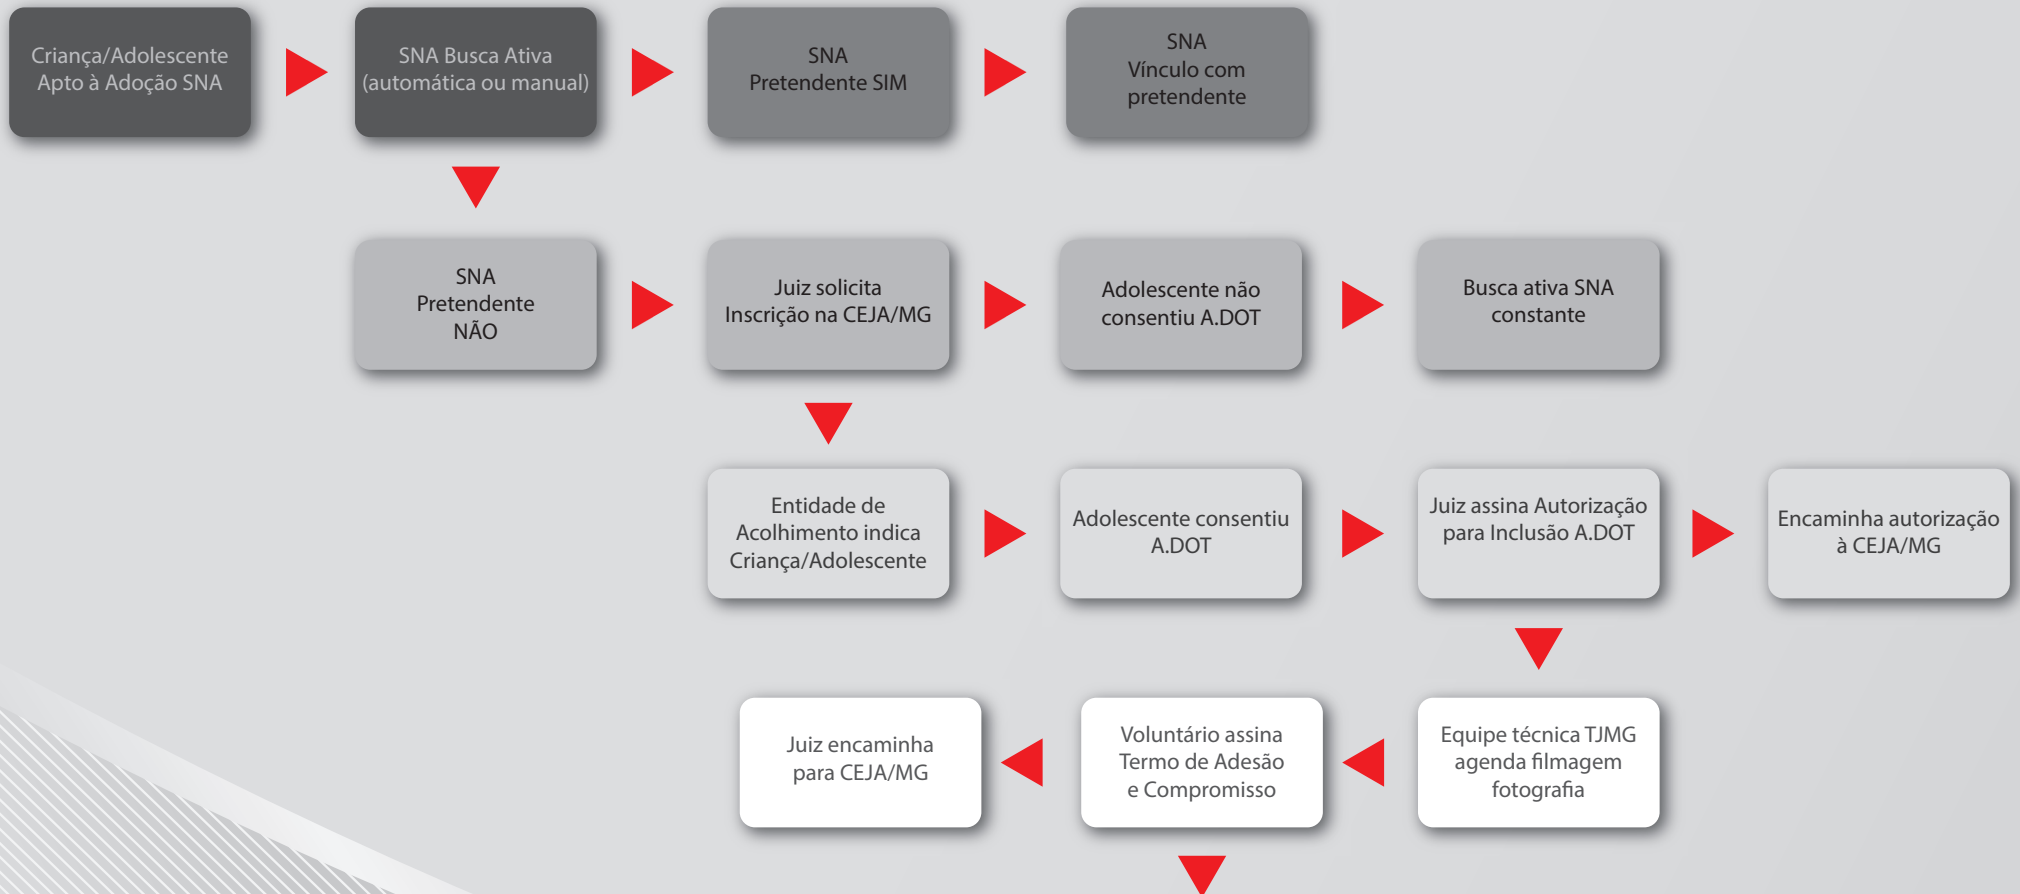 Criança/Adolescente
Apto à Adoção SNA
SNA Busca Ativa
(automática ou manual)
SNA
Pretendente SIM
SNA
Vínculo com
pretendente
SNA
Pretendente
NÃO
Juiz solicita
Inscrição na CEJA/MG
Adolescente não
consentiu A.DOT
Busca ativa SNA
constante
Entidade de
Acolhimento indica
Criança/Adolescente
Adolescente consentiu
A.DOT
Juiz assina Autorização
para Inclusão A.DOT
Encaminha autorização
à CEJA/MG
Juiz encaminha
para CEJA/MG
Voluntário assina
Termo de Adesão
e Compromisso
Equipe técnica TJMG
agenda filmagem
fotografia